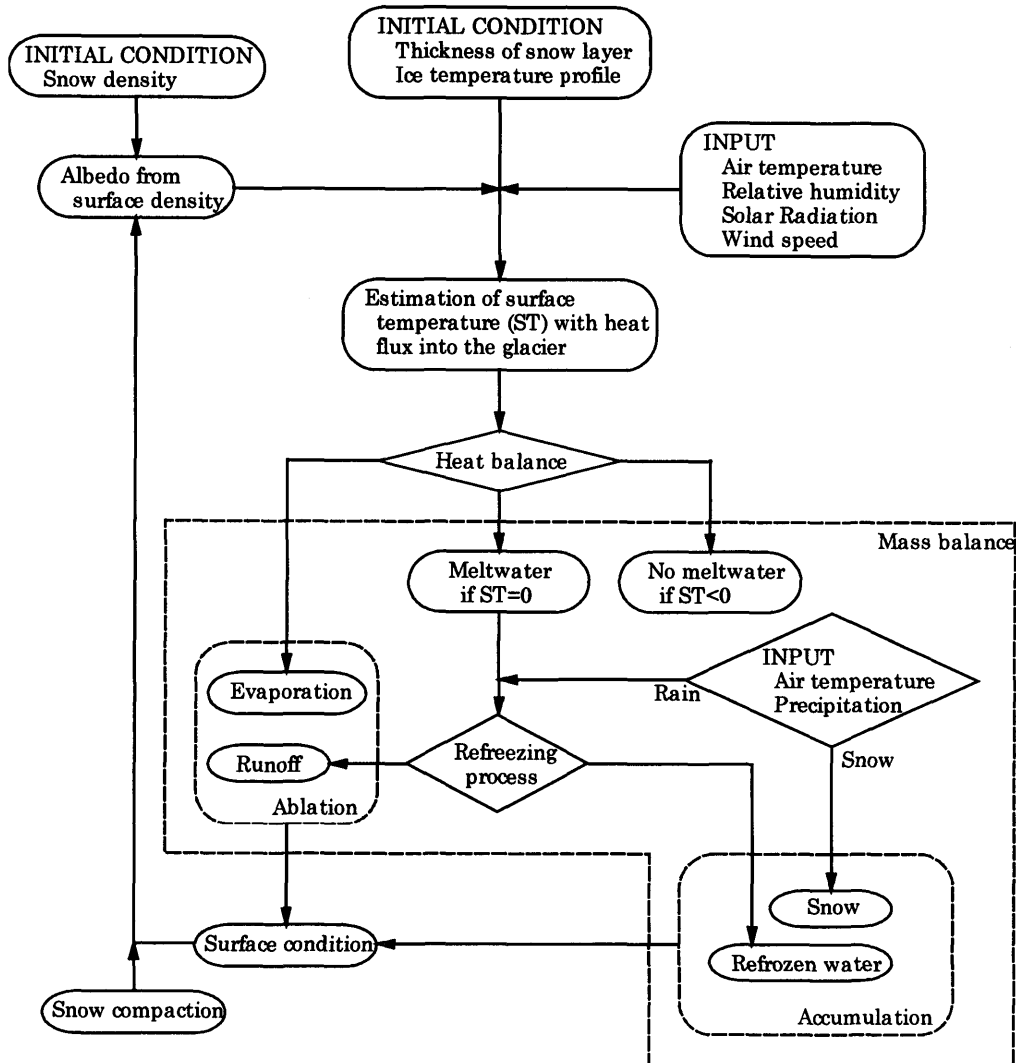 INITIAL CONDITION
Snow density
INITIAL CONDITION
Thickness of snow layer
Ice temperature profile
Albedo from
surface density
INPUT
Air temperature
Relative humidity
Solar Radiation
Wind speed
Estimation of surface
temperature (ST) with heat
flux into the glacier
Heat balance
Mass balance
Meltwater
if ST=0
No meltwater
if ST<0
INPUT
Air temperature
Precipitation
Rain
Snow
Evaporation
Runoff
Ablation
Refreezing
process
Snow
Refrozen water
Accumulation
Surface condition
Snow compaction